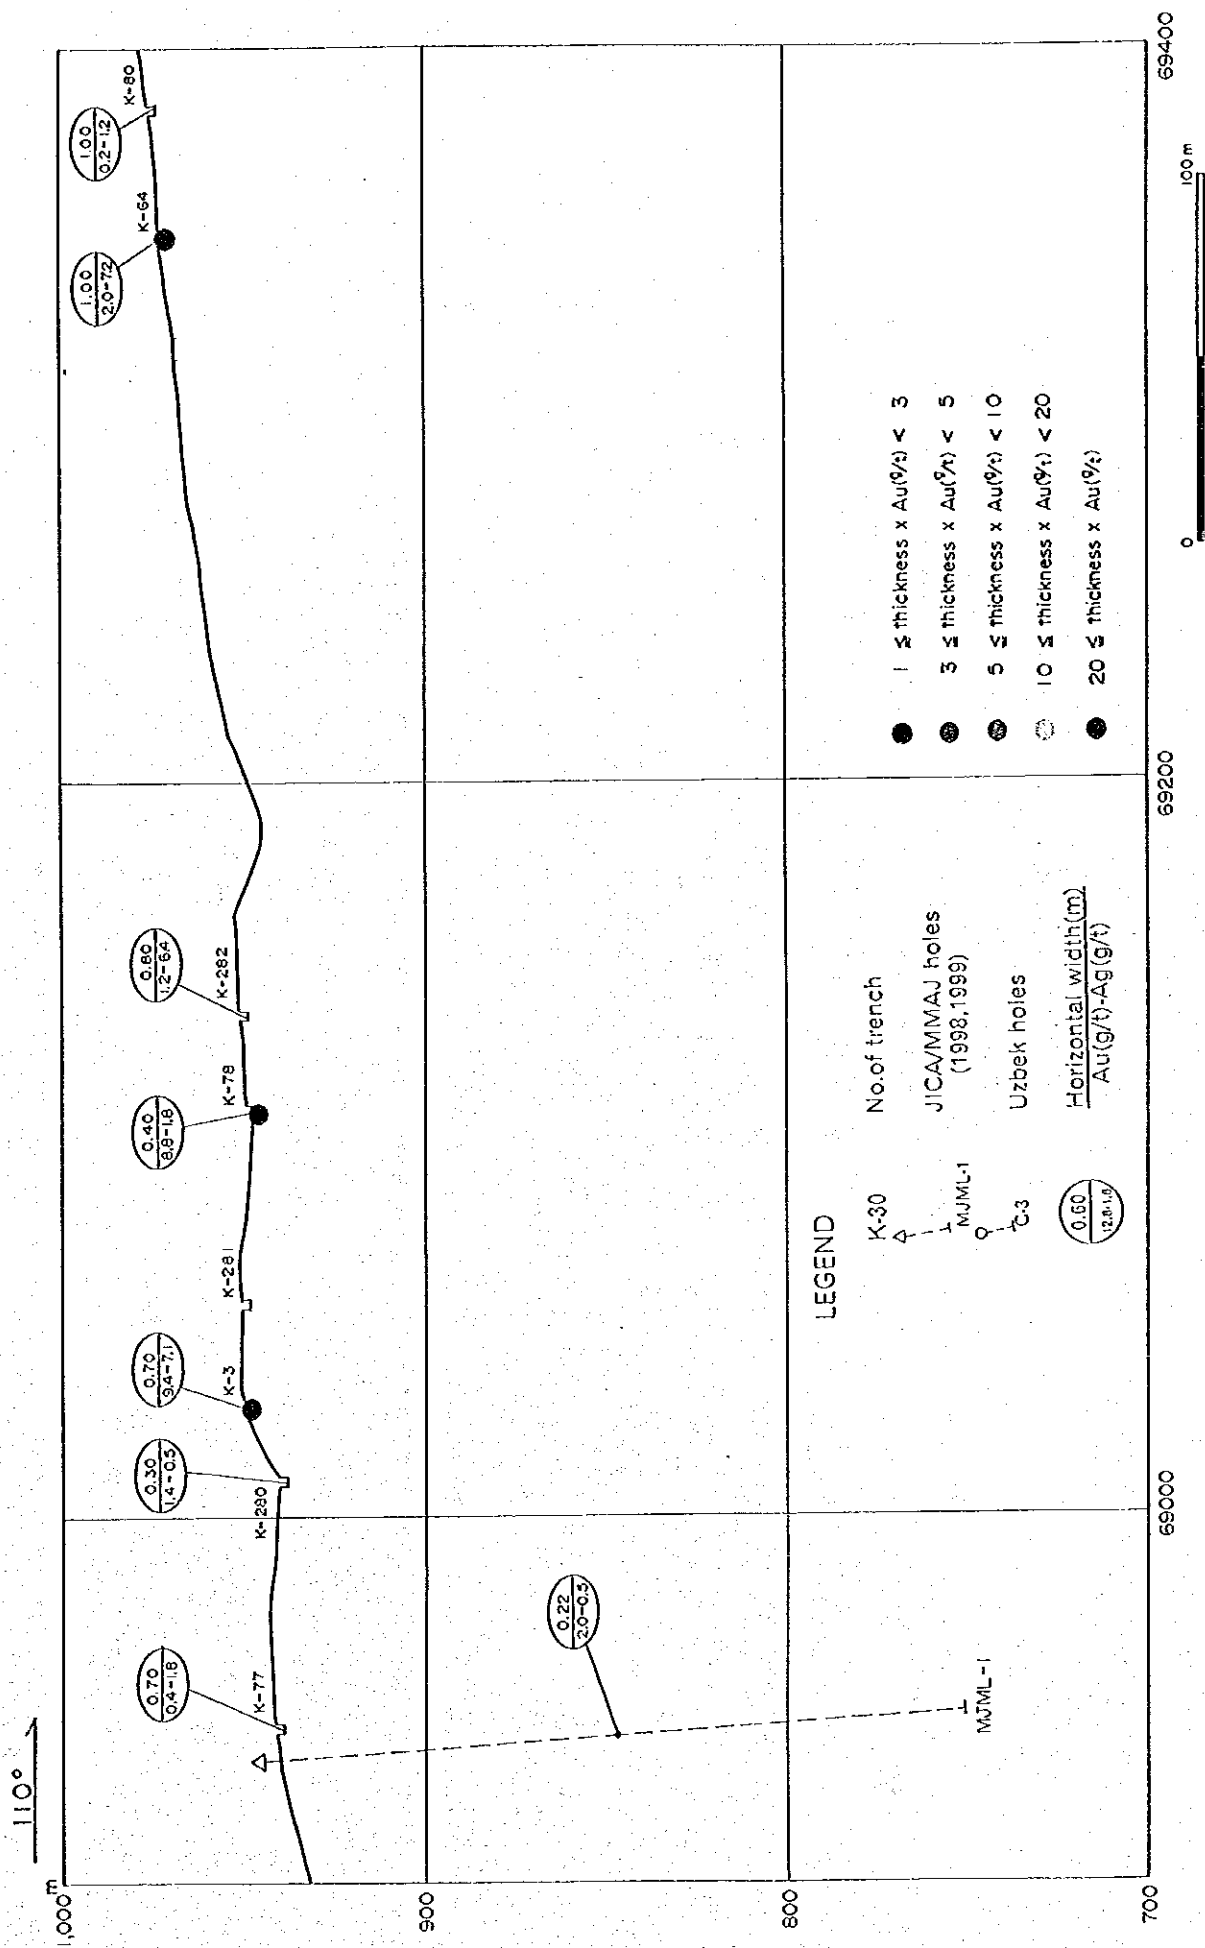 110°
m
1,000
900
800
700
69000
69200
69400
0.70
0.4-1.8
K-77
0.30
1.4-0.5
K-280
0.70
9.4-7.1
K-3
K-281
0.40
8.8-1.8
K-78
0.80
1.2-6.4
K-282
1.00
2.0-7.2
K-64
1.00
0.2-1.2
K-80
0.22
2.0-0.5
MJML-1
LEGEND
K-30 No.of trench
MJML-1 JICA/MMAJ holes
(1998,1999)
C-3 Uzbek holes
0.60 Horizontal width(m)
12.8-1.8 Au(g/t)-Ag(g/t)
1 ≦ thickness x Au(g/t) < 3
3 ≦ thickness x Au(g/t) < 5
5 ≦ thickness x Au(g/t) < 10
10 ≦ thickness x Au(g/t) < 20
20 ≦ thickness x Au(g/t)
0 100 m